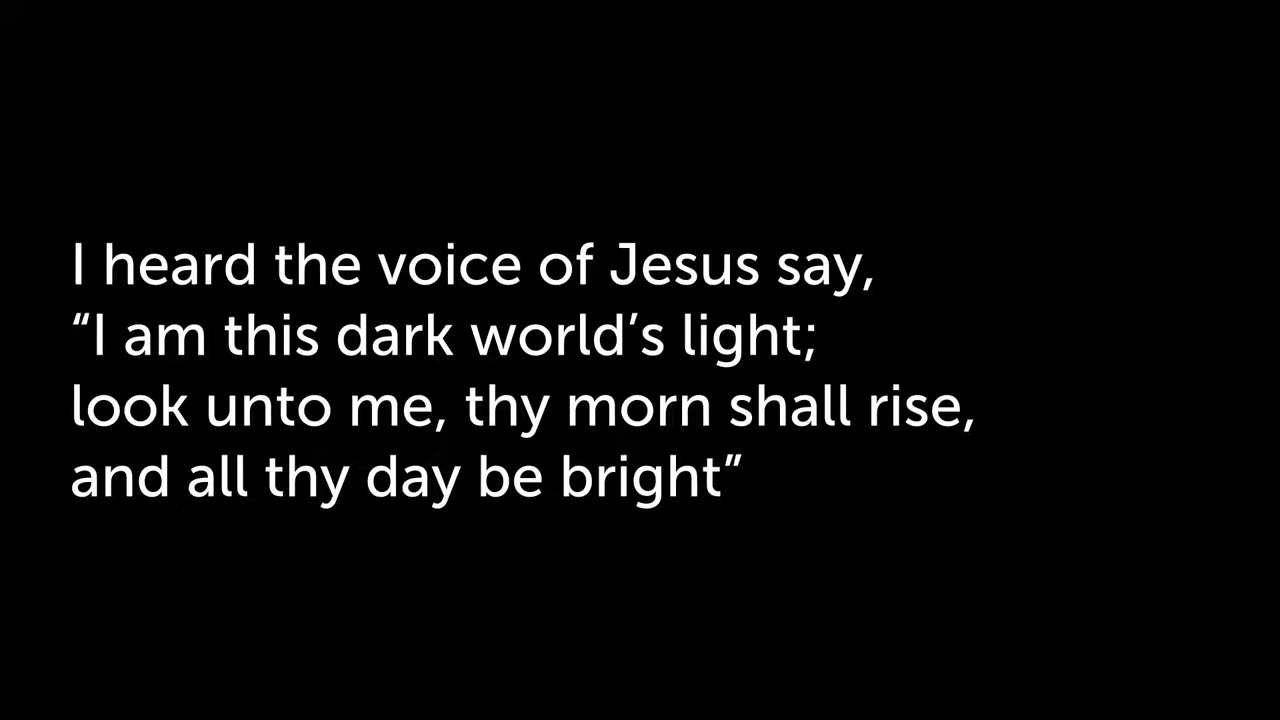 I heard the voice of Jesus say,
“I am this dark world’s light;
look unto me, thy morn shall rise,
and all thy day be bright”